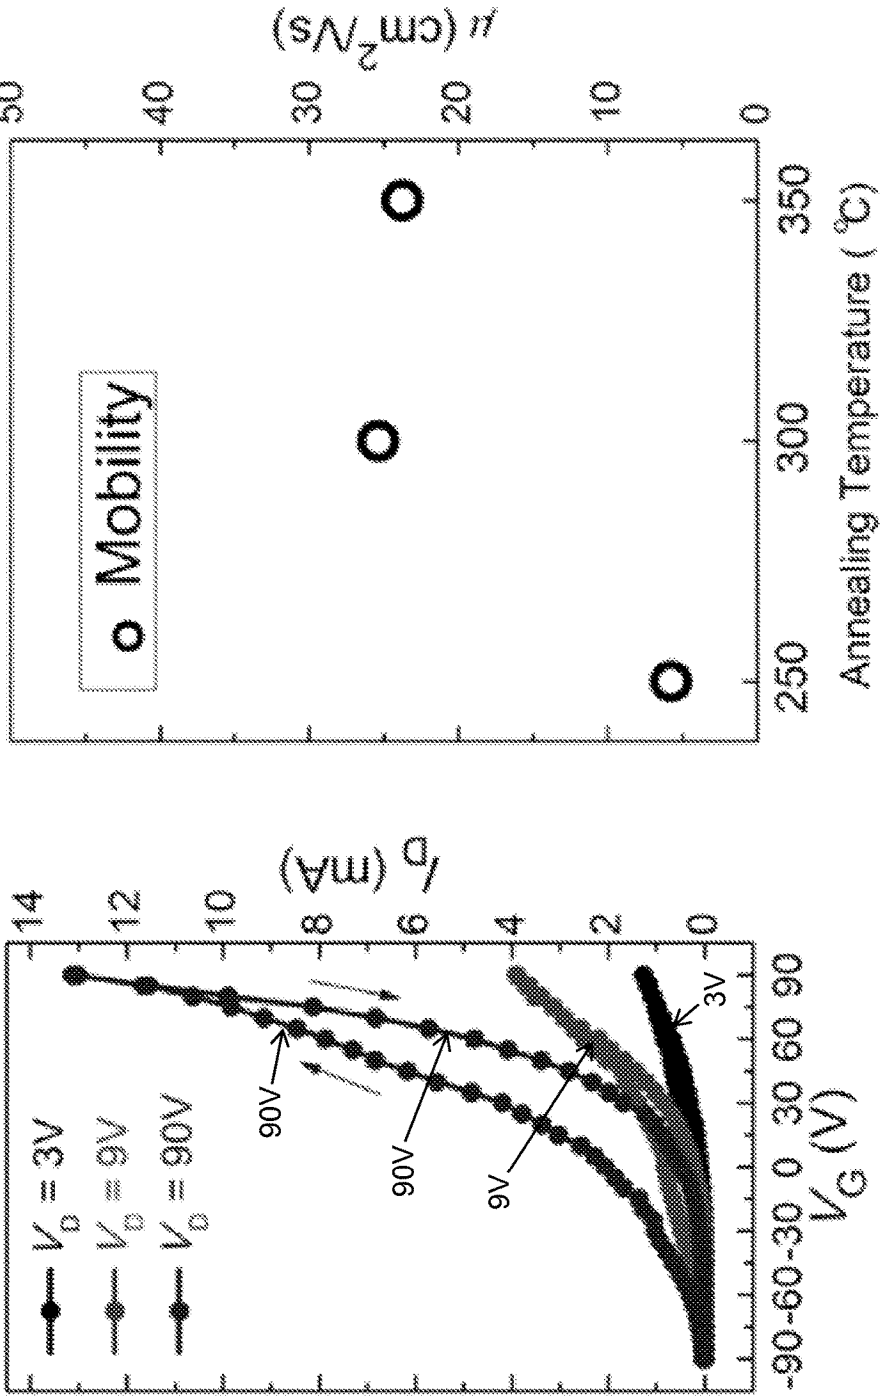 V_D = 3V
V_D = 9V
V_D = 90V
90V
90V
9V
3V
14
12
10
8
6
4
2
0
I_D (mA)
-90 -60 -30 0 30 60 90
V_G (V)
Mobility
50
40
30
20
10
0
μ (cm²/Vs)
250 300 350
Annealing Temperature ( °C)